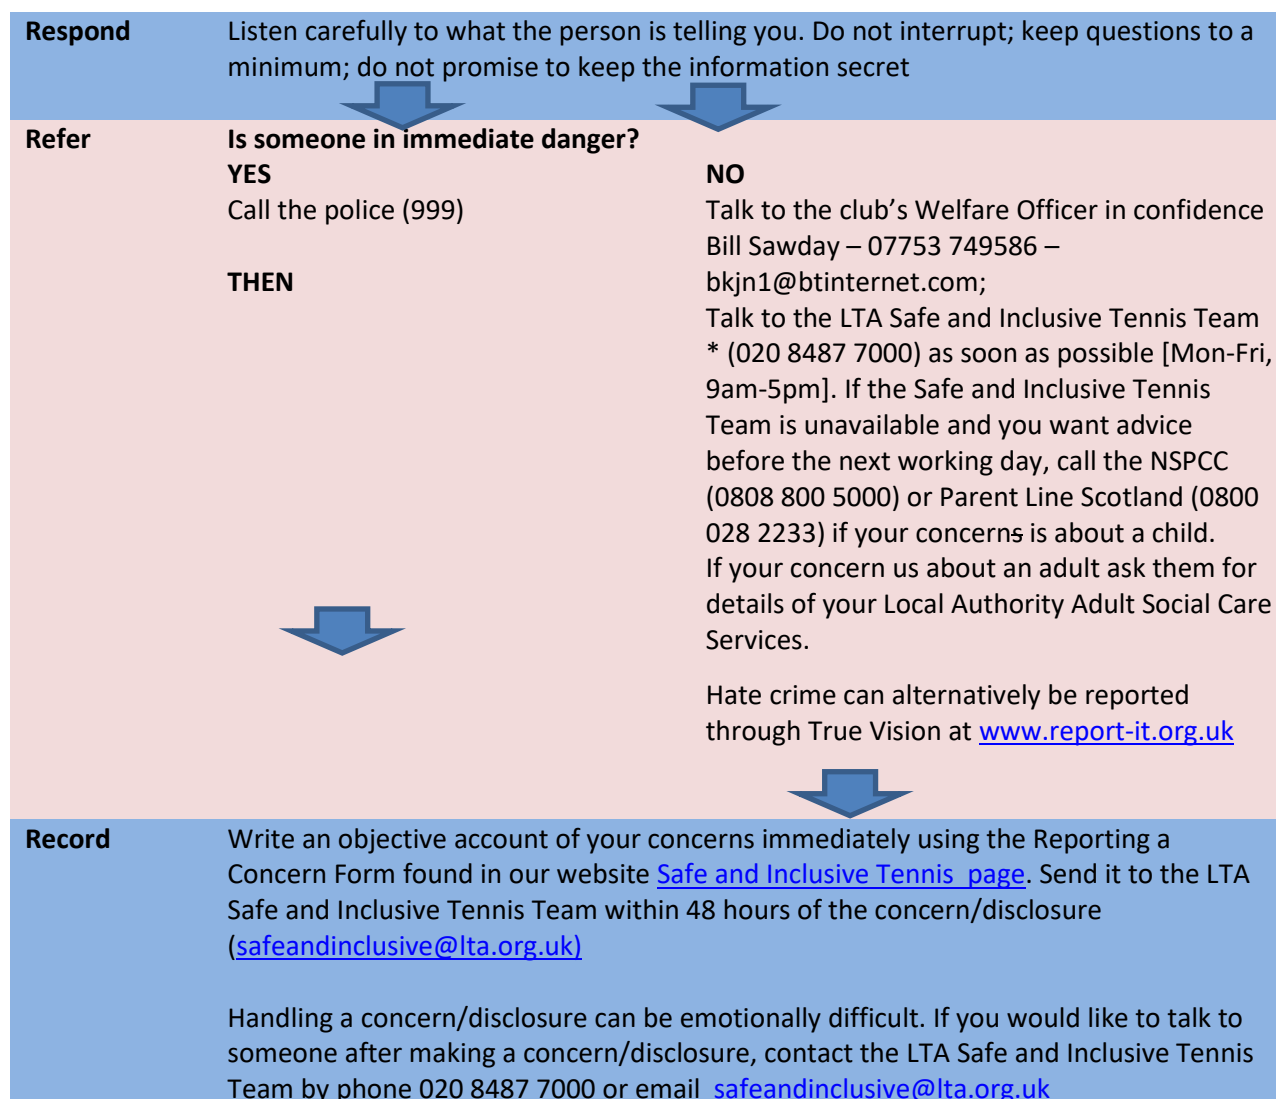 Respond
Listen carefully to what the person is telling you. Do not interrupt; keep questions to a
minimum; do not promise to keep the information secret
Refer
Is someone in immediate danger?
YES
Call the police (999)
THEN
NO
Talk to the club’s Welfare Officer in confidence
Bill Sawday – 07753 749586 –
bkjn1@btinternet.com;
Talk to the LTA Safe and Inclusive Tennis Team
* (020 8487 7000) as soon as possible [Mon-Fri,
9am-5pm]. If the Safe and Inclusive Tennis
Team is unavailable and you want advice
before the next working day, call the NSPCC
(0808 800 5000) or Parent Line Scotland (0800
028 2233) if your concerns is about a child.
If your concern us about an adult ask them for
details of your Local Authority Adult Social Care
Services.
Hate crime can alternatively be reported
through True Vision at www.report-it.org.uk
Record
Write an objective account of your concerns immediately using the Reporting a
Concern Form found in our website Safe and Inclusive Tennis  page. Send it to the LTA
Safe and Inclusive Tennis Team within 48 hours of the concern/disclosure
(safeandinclusive@lta.org.uk)
Handling a concern/disclosure can be emotionally difficult. If you would like to talk to
someone after making a concern/disclosure, contact the LTA Safe and Inclusive Tennis
Team by phone 020 8487 7000 or email  safeandinclusive@lta.org.uk